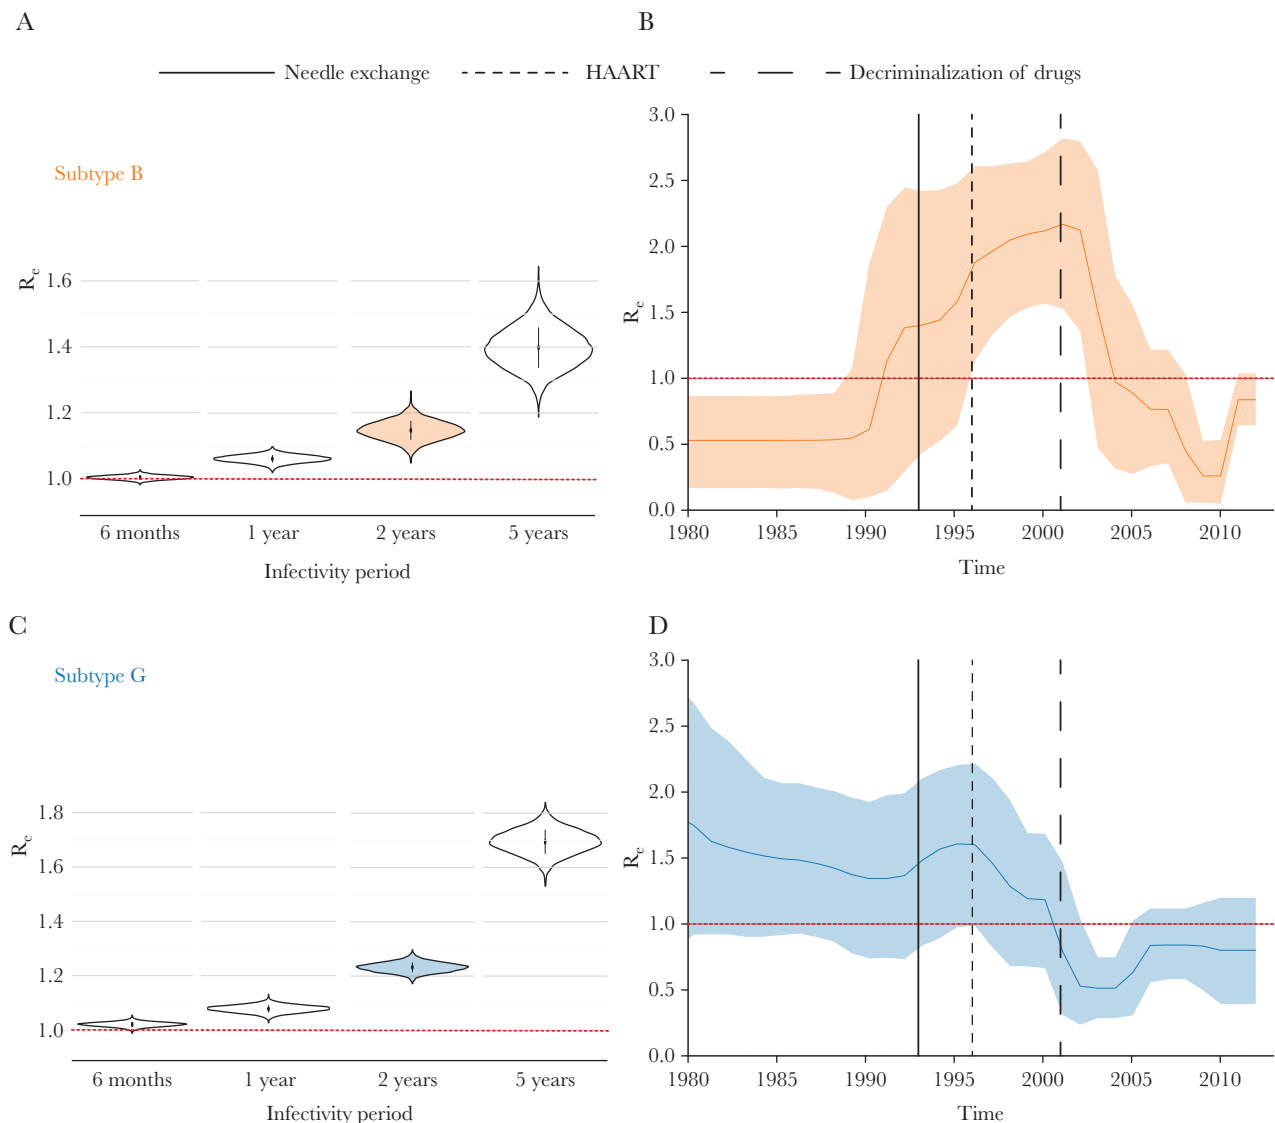 A
B
Needle exchange
HAART
Decriminalization of drugs
Subtype B
Re
1.6
1.4
1.2
1.0
6 months 1 year 2 years 5 years
Infectivity period
Re
3.0
2.5
2.0
1.5
1.0
0.5
0.0
1980 1985 1990 1995 2000 2005 2010
Time
C
D
Subtype G
Re
1.8
1.6
1.4
1.2
1.0
6 months 1 year 2 years 5 years
Infectivity period
Re
3.0
2.5
2.0
1.5
1.0
0.5
0.0
1980 1985 1990 1995 2000 2005 2010
Time